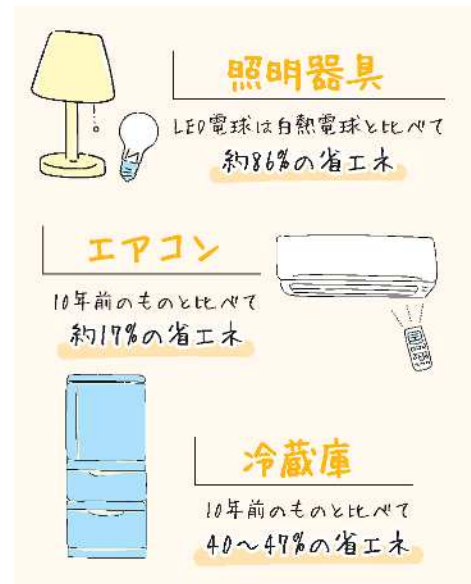 照明器具
LED電球は白熱電球と比べて
約86%の省エネ
エアコン
10年前のものと比べて
約17%の省エネ
冷蔵庫
10年前のものと比べて
40～47%の省エネ